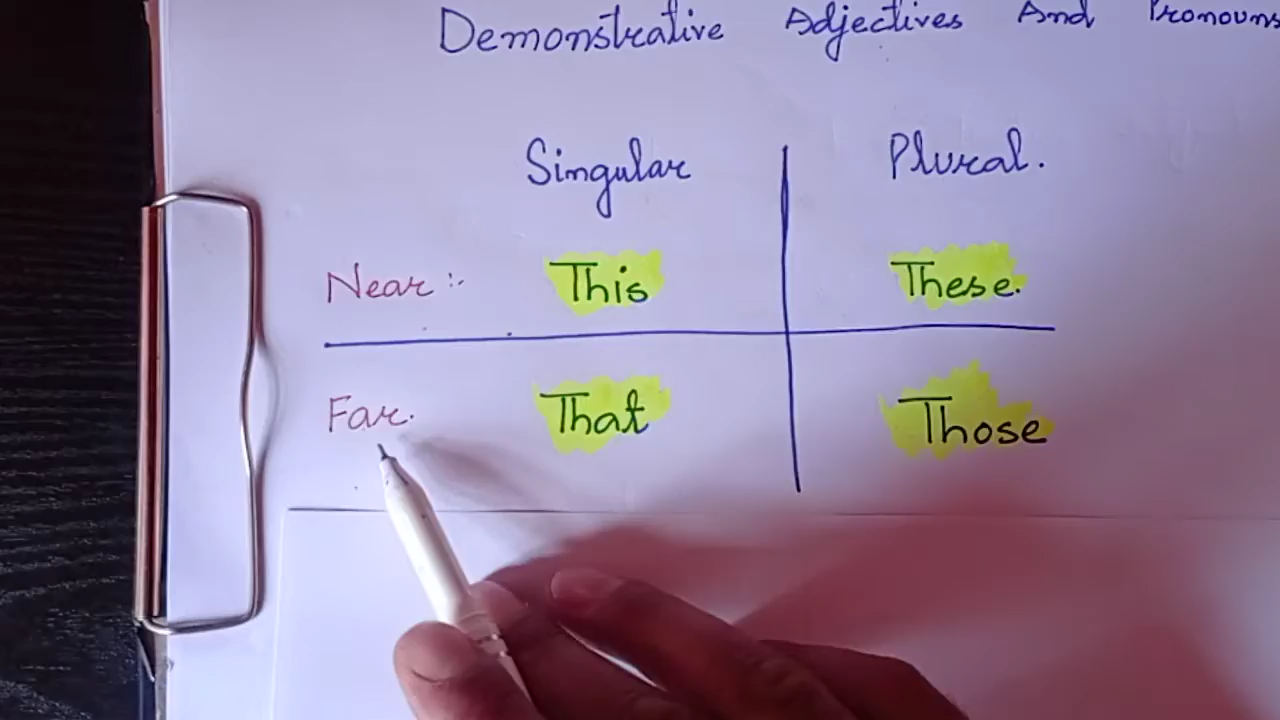 Demonstrative Adjectives And Pronouns
Singular Plural.
Near :- This These.
Far. That Those